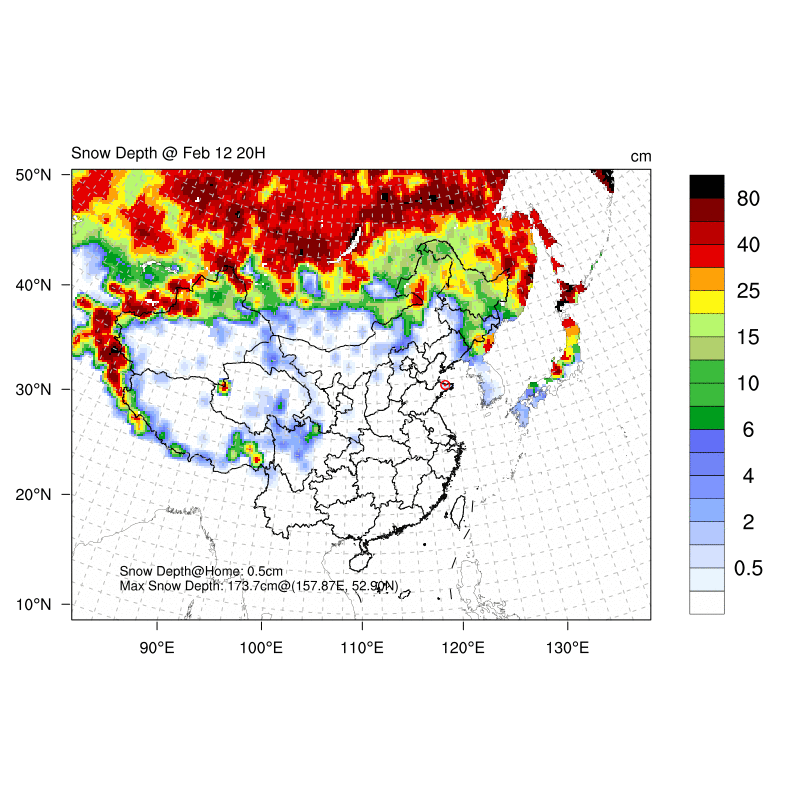 Snow Depth @ Feb 12 20H
cm
50°N
40°N
30°N
20°N
10°N
90°E
100°E
110°E
120°E
130°E
80
40
25
15
10
6
4
2
0.5
Snow Depth@Home: 0.5cm
Max Snow Depth: 173.7cm@(157.87E, 52.90N)